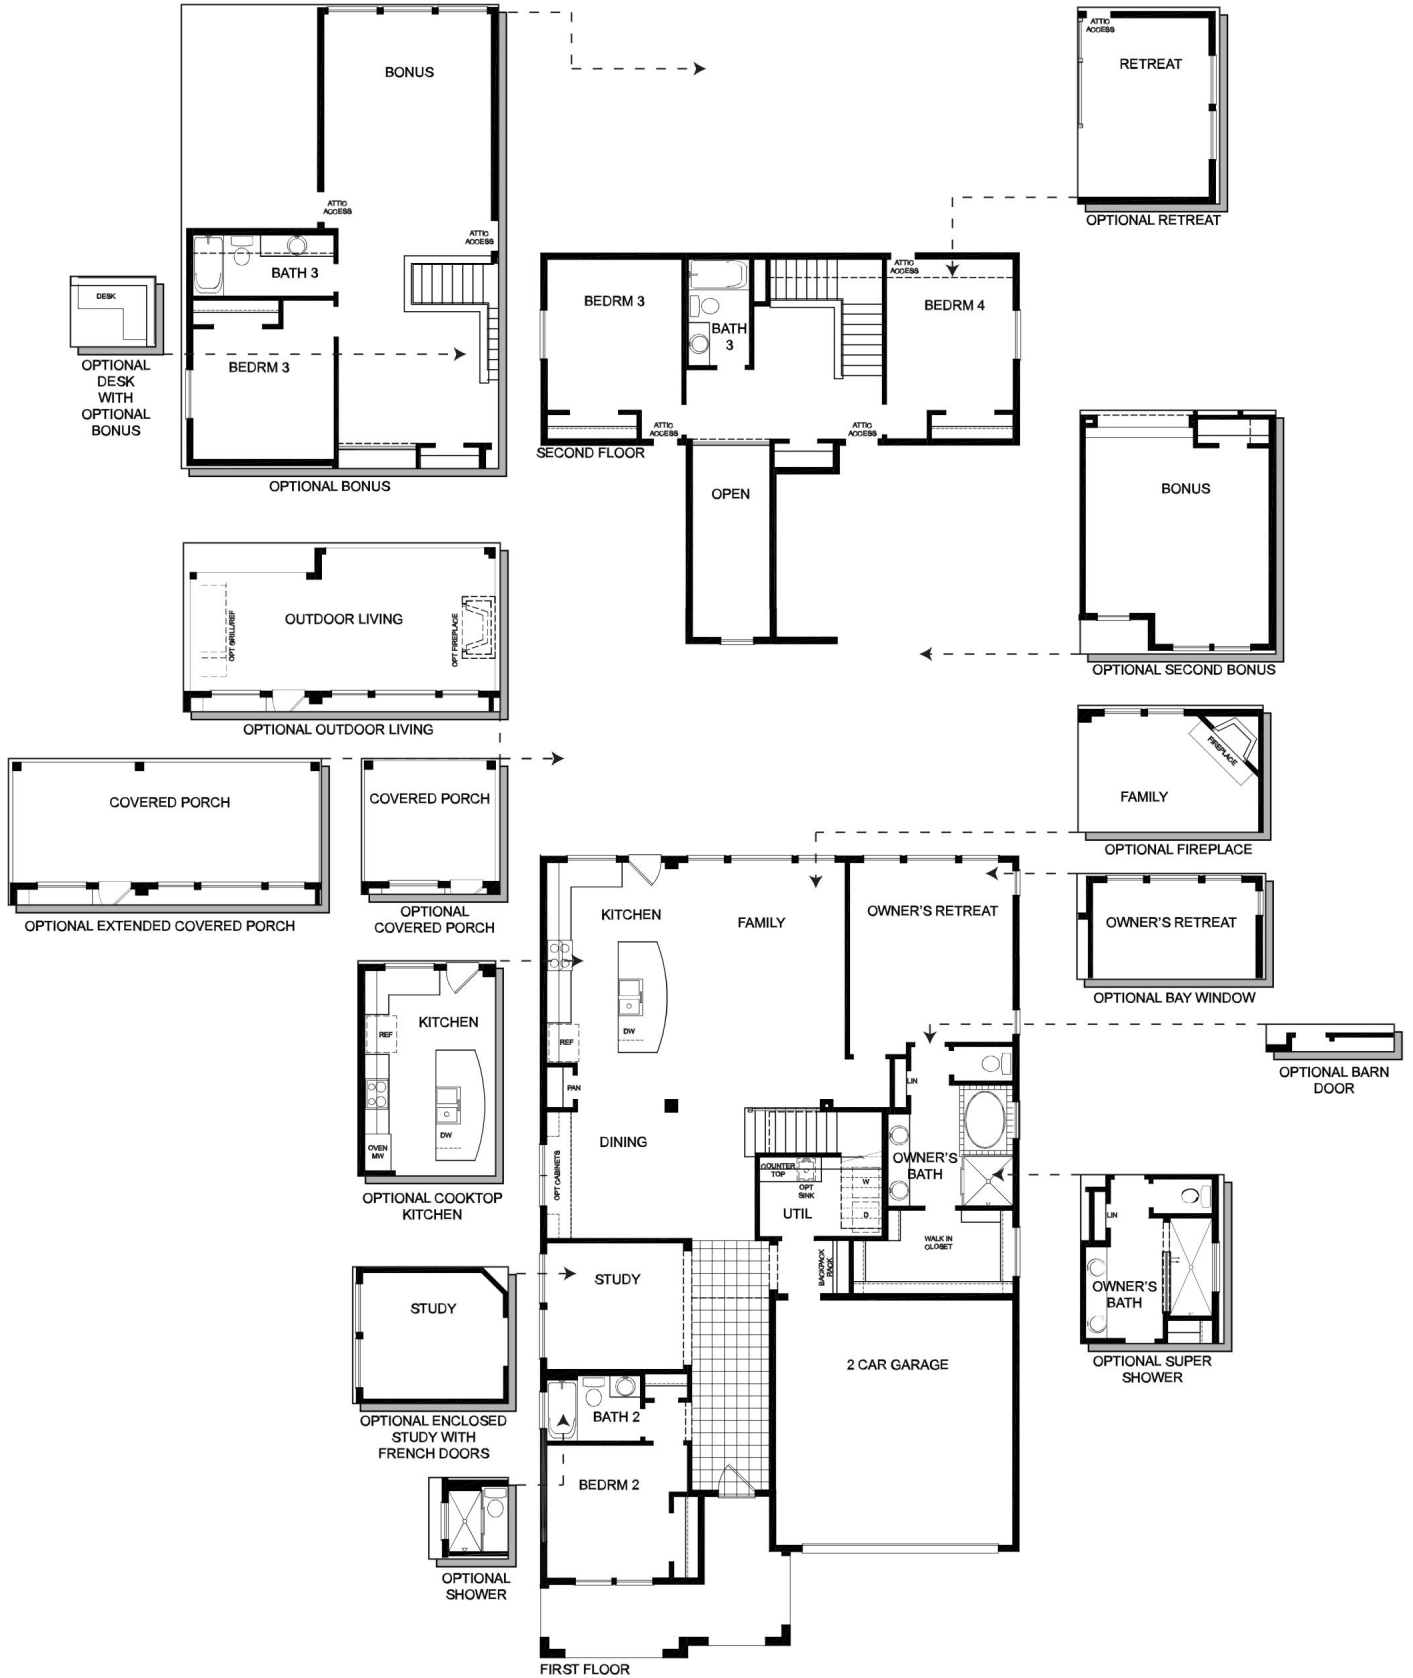 BONUS
ATTIC
ACCESS
ATTIC
ACCESS
BATH 3
BEDRM 3
OPTIONAL BONUS
DESK
OPTIONAL
DESK
WITH
OPTIONAL
BONUS
ATTIC
ACCESS
RETREAT
OPTIONAL RETREAT
BEDRM 3
BATH
3
ATTIC
ACCESS
BEDRM 4
ATTIC
ACCESS
ATTIC
ACCESS
SECOND FLOOR
OPEN
BONUS
OPTIONAL SECOND BONUS
OUTDOOR LIVING
OPT GRILL/REF
OPT FIREPLACE
OPTIONAL OUTDOOR LIVING
COVERED PORCH
OPTIONAL EXTENDED COVERED PORCH
COVERED PORCH
OPTIONAL
COVERED PORCH
FIREPLACE
FAMILY
OPTIONAL FIREPLACE
OWNER'S RETREAT
OPTIONAL BAY WINDOW
OPTIONAL BARN
DOOR
KITCHEN
REF
DW
OVEN
MW
OPTIONAL COOKTOP
KITCHEN
KITCHEN
FAMILY
OWNER'S RETREAT
DW
REF
PAN
LIN
DINING
OPT CABINETS
COUNTER
TOP
OPT
SINK
W
D
UTIL
OWNER'S
BATH
WALK IN
CLOSET
BACKPACK
RACK
STUDY
2 CAR GARAGE
BATH 2
BEDRM 2
FIRST FLOOR
STUDY
OPTIONAL ENCLOSED
STUDY WITH
FRENCH DOORS
OPTIONAL
SHOWER
LIN
OWNER'S
BATH
OPTIONAL SUPER
SHOWER